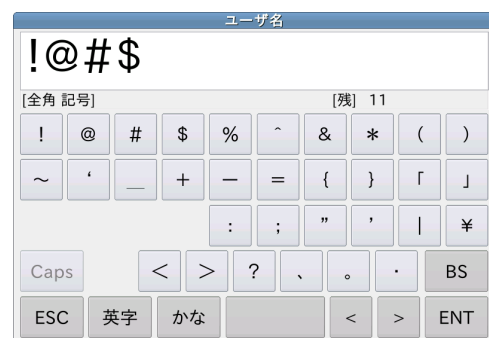 ユーザ名
!@#$
[全角 記号] [残] 11
! @ # $ % ^ & * ( )
～ ‘ _ + ― = { } 「 」
: ; ” ’ | ¥
Caps < > ? 、 。 ・ BS
ESC 英字 かな < > ENT